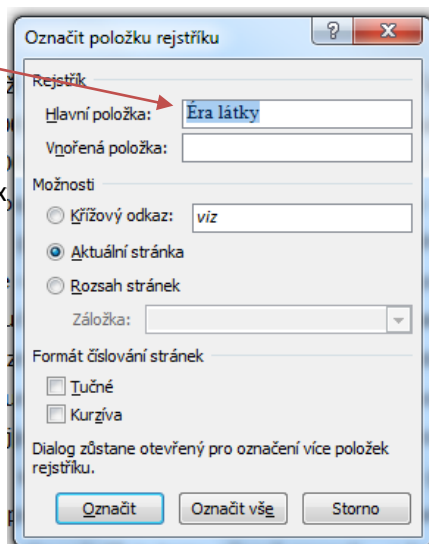 Označit položku rejstříku
Rejstřík
Hlavní položka: Éra látky
Vnořená položka:
Možnosti
Křížový odkaz: viz
Aktuální stránka
Rozsah stránek
Záložka:
Formát číslování stránek
Tučné
Kurzíva
Dialog zůstane otevřený pro označení více položek
rejstříku.
Označit Označit vše Storno